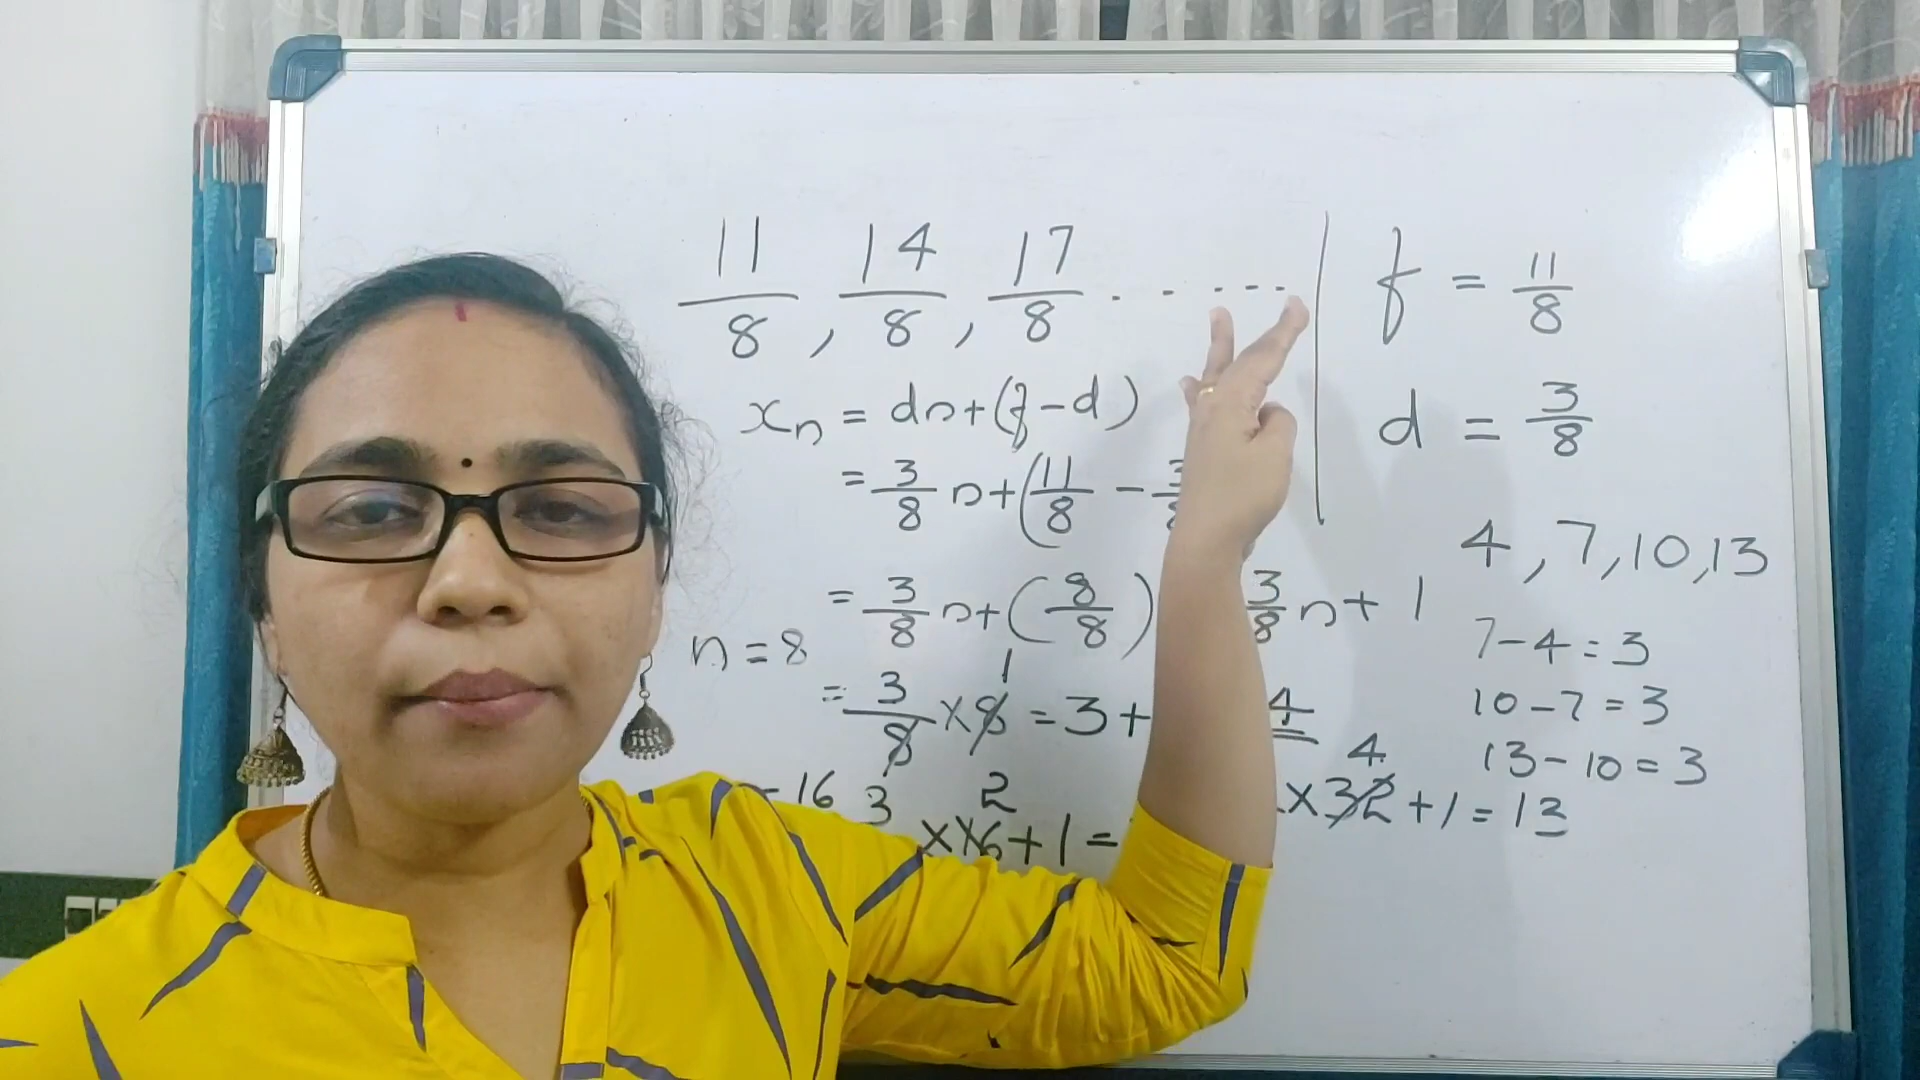 11/8, 14/8, 17/8 . . . . . .
f = 11/8
xn = dn+(f-d)
d = 3/8
= 3/8 n+(11/8 - 3
= 3/8 n+(8/8) 3/8 n+1
4, 7, 10, 13
7-4 = 3
n = 8
= 3/8 × 8 1 = 3+ 4
10-7 = 3
13-10 = 3
= 16
3 × 16 2 +1 =
×32 4 +1 = 13